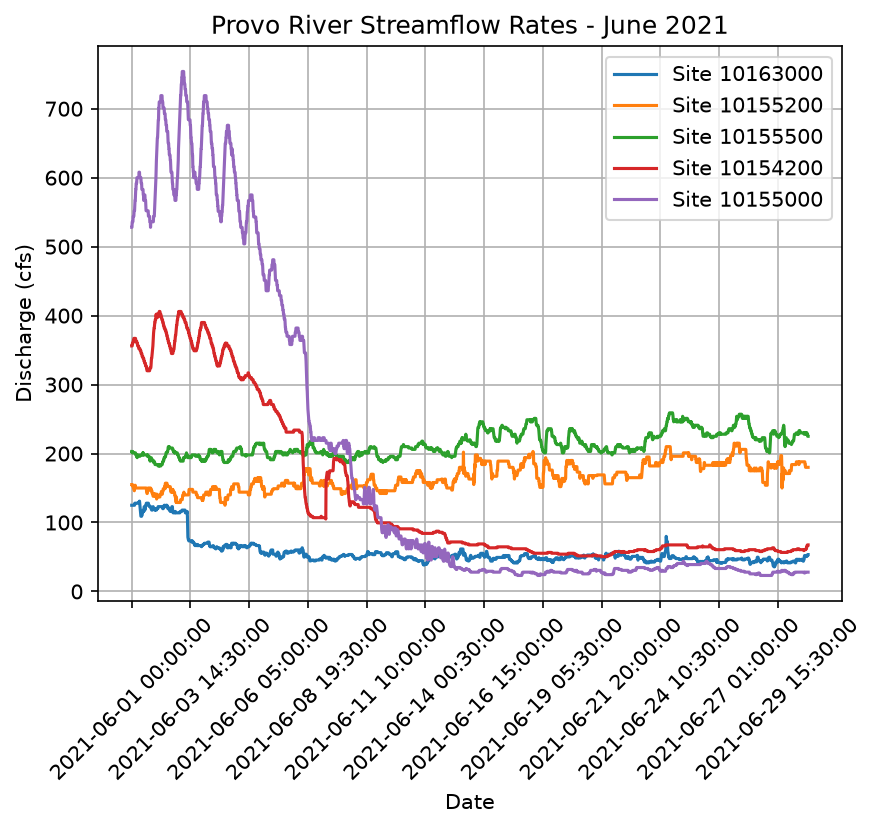 Provo River Streamflow Rates - June 2021
Site 10163000
Site 10155200
Site 10155500
Site 10154200
Site 10155000
Discharge (cfs)
700
600
500
400
300
200
100
0
2021-06-01 00:00:00
2021-06-03 14:30:00
2021-06-06 05:00:00
2021-06-08 19:30:00
2021-06-11 10:00:00
2021-06-14 00:30:00
2021-06-16 15:00:00
2021-06-19 05:30:00
2021-06-21 20:00:00
2021-06-24 10:30:00
2021-06-27 01:00:00
2021-06-29 15:30:00
Date